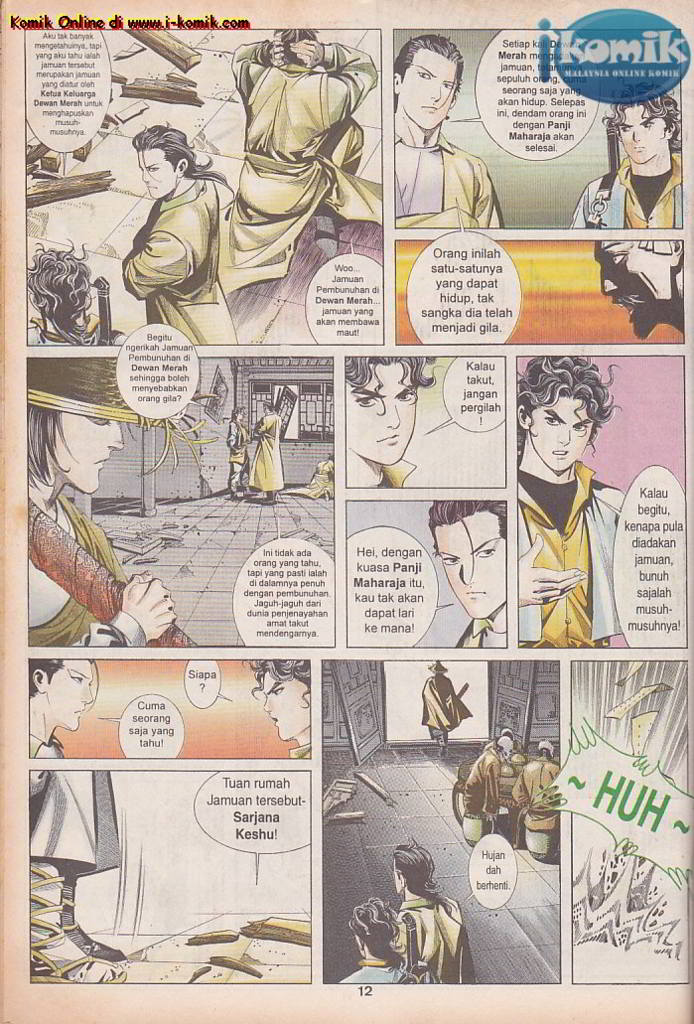 Komik Online di www.i-komik.com
ikomik
MALAYSIA ONLINE KOMIK
Aku tak banyak
mengetahuinya, tapi
yang aku tahu ialah
jamuan tersebut
merupakan jamuan
yang diatur oleh
Ketua Keluarga
Dewan Merah untuk
menghapuskan
musuh-
musuhnya.
Woo...
Jamuan
Pembunuhan di
Dewan Merah...
jamuan yang
akan membawa
maut!
Setiap kali Dewan
Merah
jamuan,
sepuluh orang,
seorang saja yang
akan hidup. Selepas
ini, dendam orang ini
dengan Panji
Maharaja akan
selesai.
Orang inilah
satu-satunya
yang dapat
hidup, tak
sangka dia telah
menjadi gila.
Begitu
ngerikah Jamuan
Pembunuhan di
Dewan Merah
sehingga boleh
menyebabkan
orang gila?
Ini tidak ada
orang yang tahu,
tapi yang pasti ialah
di dalamnya penuh
dengan pembunuhan.
Jaguh-jaguh dari
dunia penjenayahan
amat takut
mendengarnya.
Kalau
takut,
jangan
pergilah
!
Hei, dengan
kuasa Panji
Maharaja itu,
kau tak akan
dapat lari
ke mana!
Kalau
begitu,
kenapa pula
diadakan
jamuan,
bunuh
sajalah
musuh-
musuhnya!
Siapa
?
Cuma
seorang
saja yang
tahu!
Tuan rumah
Jamuan tersebut-
Sarjana
Keshu!
Hujan
dah
berhenti.
~ HUH ~
12